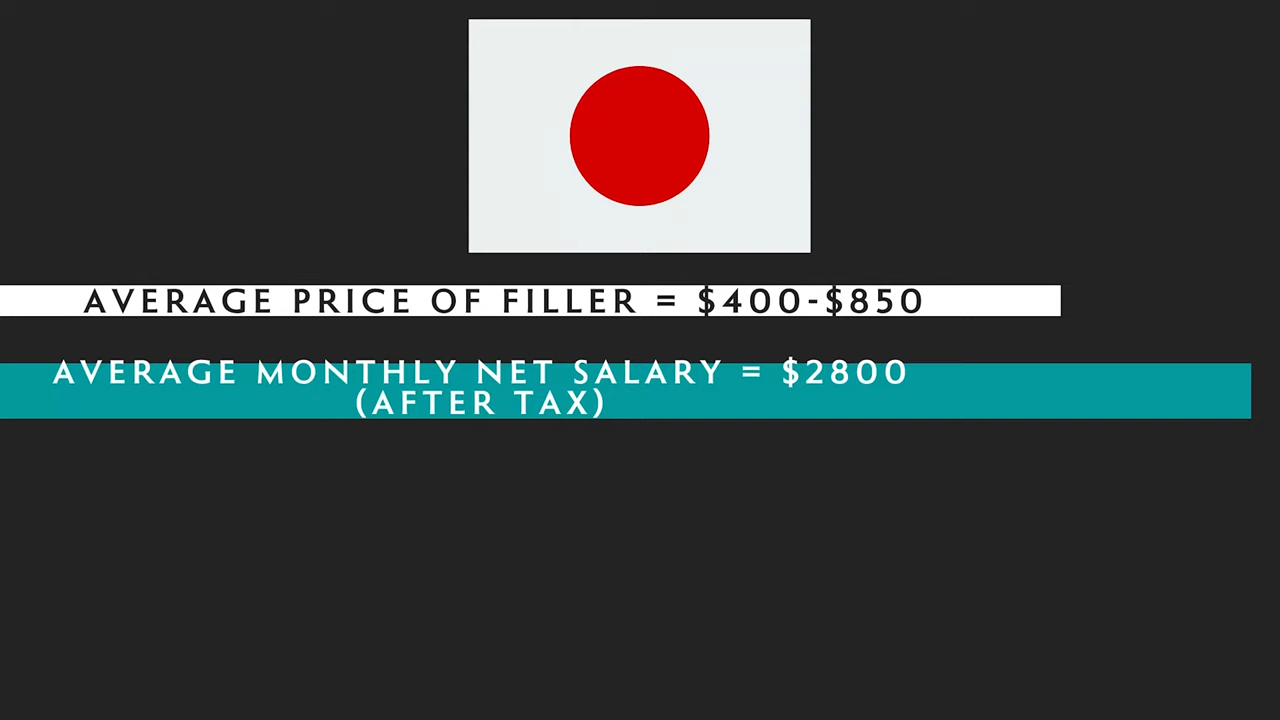 AVERAGE PRICE OF FILLER = $400-$850
AVERAGE MONTHLY NET SALARY = $2800
(AFTER TAX)